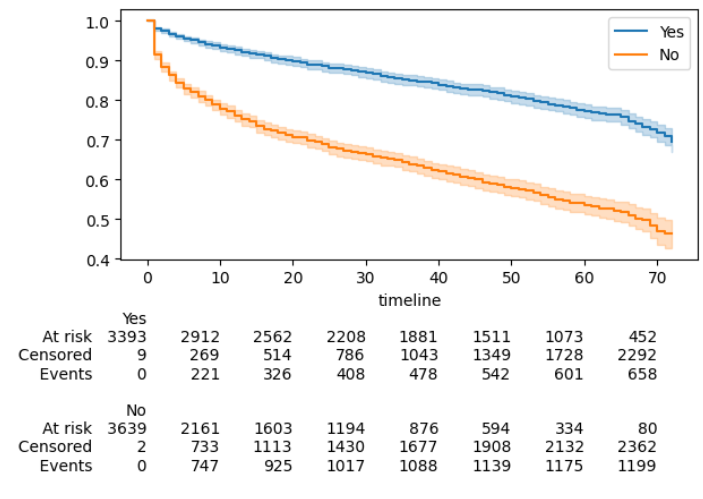 1.0
0.9
0.8
0.7
0.6
0.5
0.4
Yes
No
0 10 20 30 40 50 60 70
timeline
Yes
At risk 3393 2912 2562 2208 1881 1511 1073 452
Censored 9 269 514 786 1043 1349 1728 2292
Events 0 221 326 408 478 542 601 658
No
At risk 3639 2161 1603 1194 876 594 334 80
Censored 2 733 1113 1430 1677 1908 2132 2362
Events 0 747 925 1017 1088 1139 1175 1199